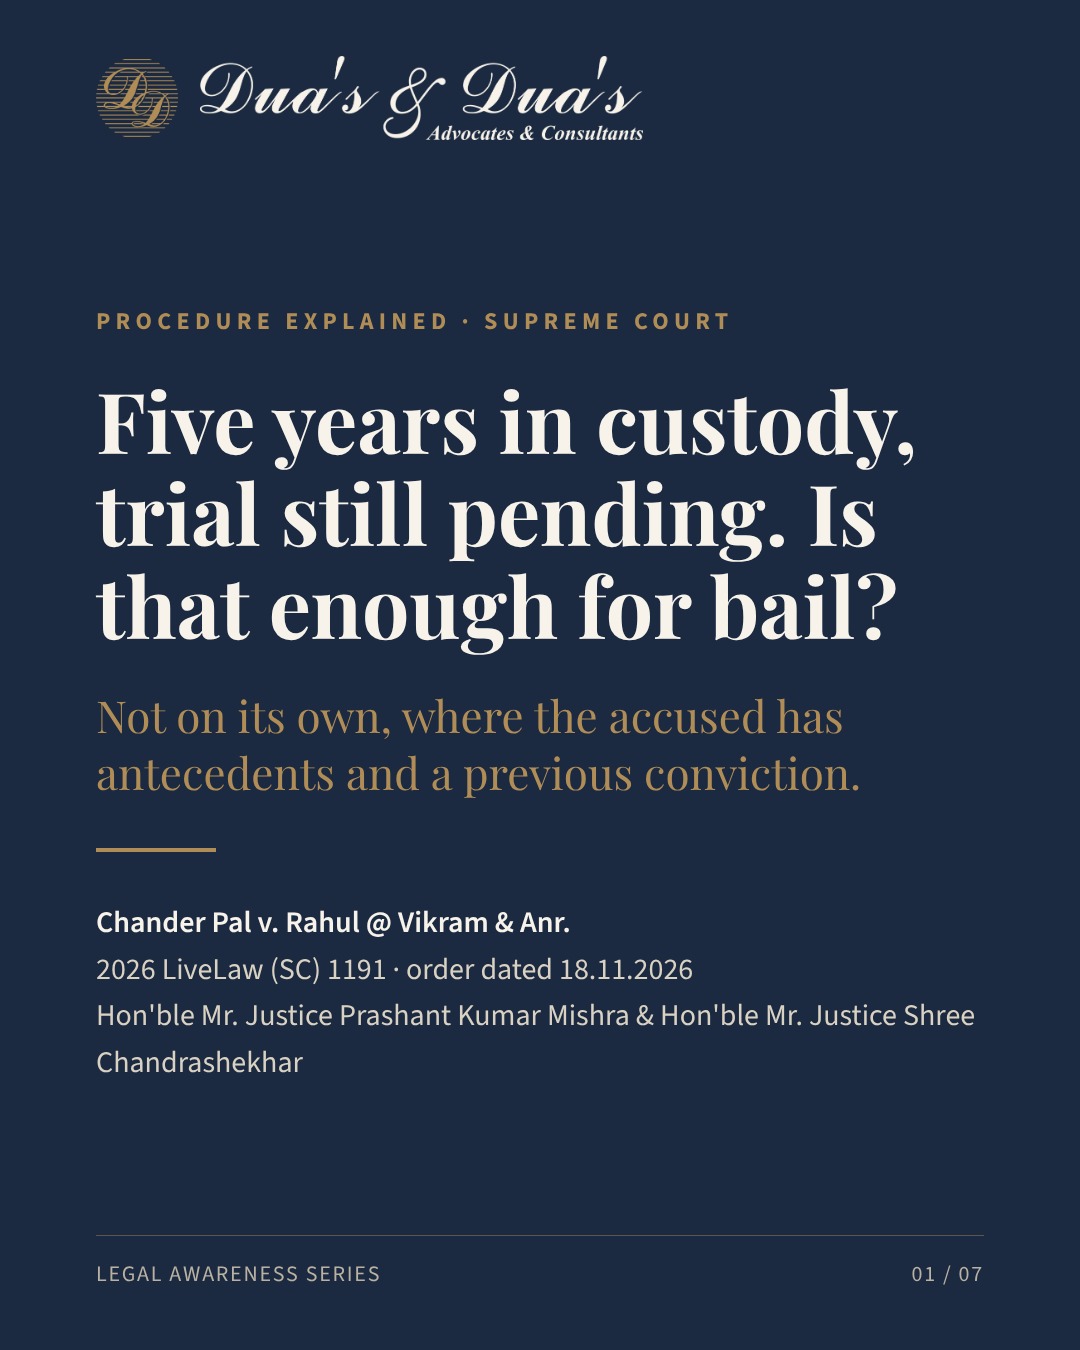 DD
Dua's & Dua's
Advocates & Consultants
PROCEDURE EXPLAINED · SUPREME COURT
Five years in custody,
trial still pending. Is
that enough for bail?
Not on its own, where the accused has
antecedents and a previous conviction.
Chander Pal v. Rahul @ Vikram & Anr.
2026 LiveLaw (SC) 1191 · order dated 18.11.2026
Hon'ble Mr. Justice Prashant Kumar Mishra & Hon'ble Mr. Justice Shree
Chandrashekhar
LEGAL AWARENESS SERIES
01 / 07